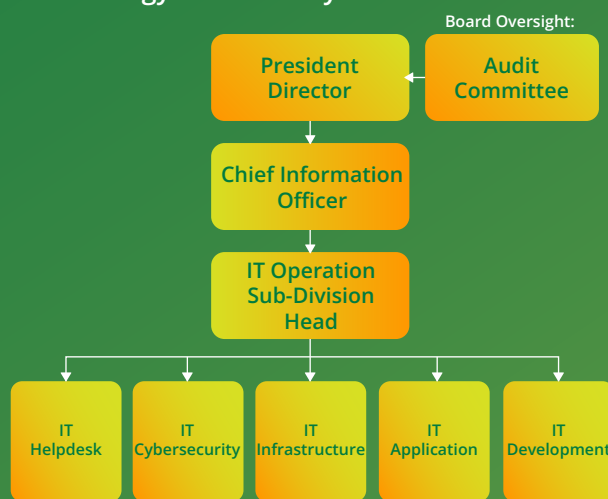 Board Oversight:
President
Director
Audit
Committee
Chief Information
Officer
IT Operation
Sub-Division
Head
IT
Helpdesk
IT
Cybersecurity
IT
Infrastructure
IT
Application
IT
Development